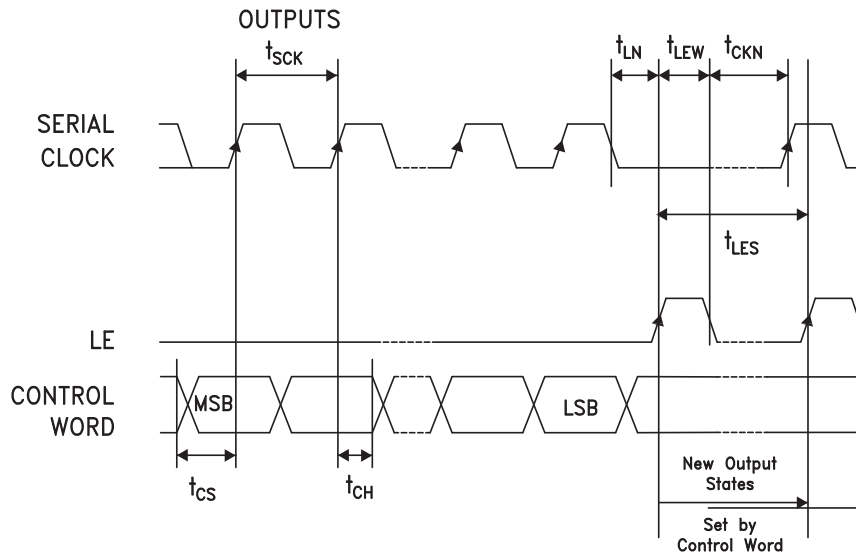 OUTPUTS
tSCK
tLN
tLEW
tCKN
SERIAL
CLOCK
tLES
LE
CONTROL
WORD
MSB
LSB
tCS
tCH
New Output
States
Set by
Control Word